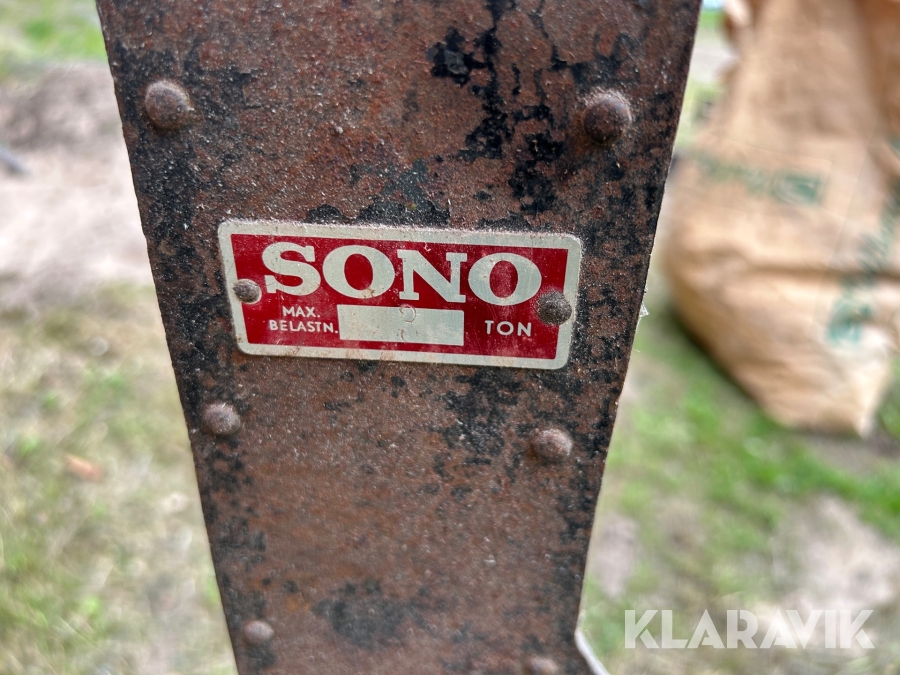 SONO
MAX.
BELASTN. TON
KLARAVIK